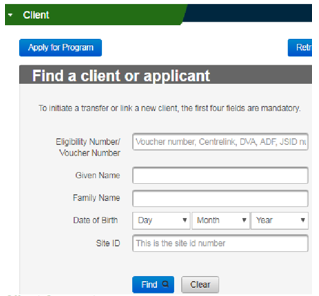 Client
Apply for Program
Retr
Find a client or applicant
To initiate a transfer or link a new client, the first four fields are mandatory.
Eligibility Number/
Voucher Number
Voucher number, Centrelink, DVA, ADF, JSID nu
Given Name
Family Name
Date of Birth
Day
Month
Year
Site ID
This is the site id number
Find
Clear